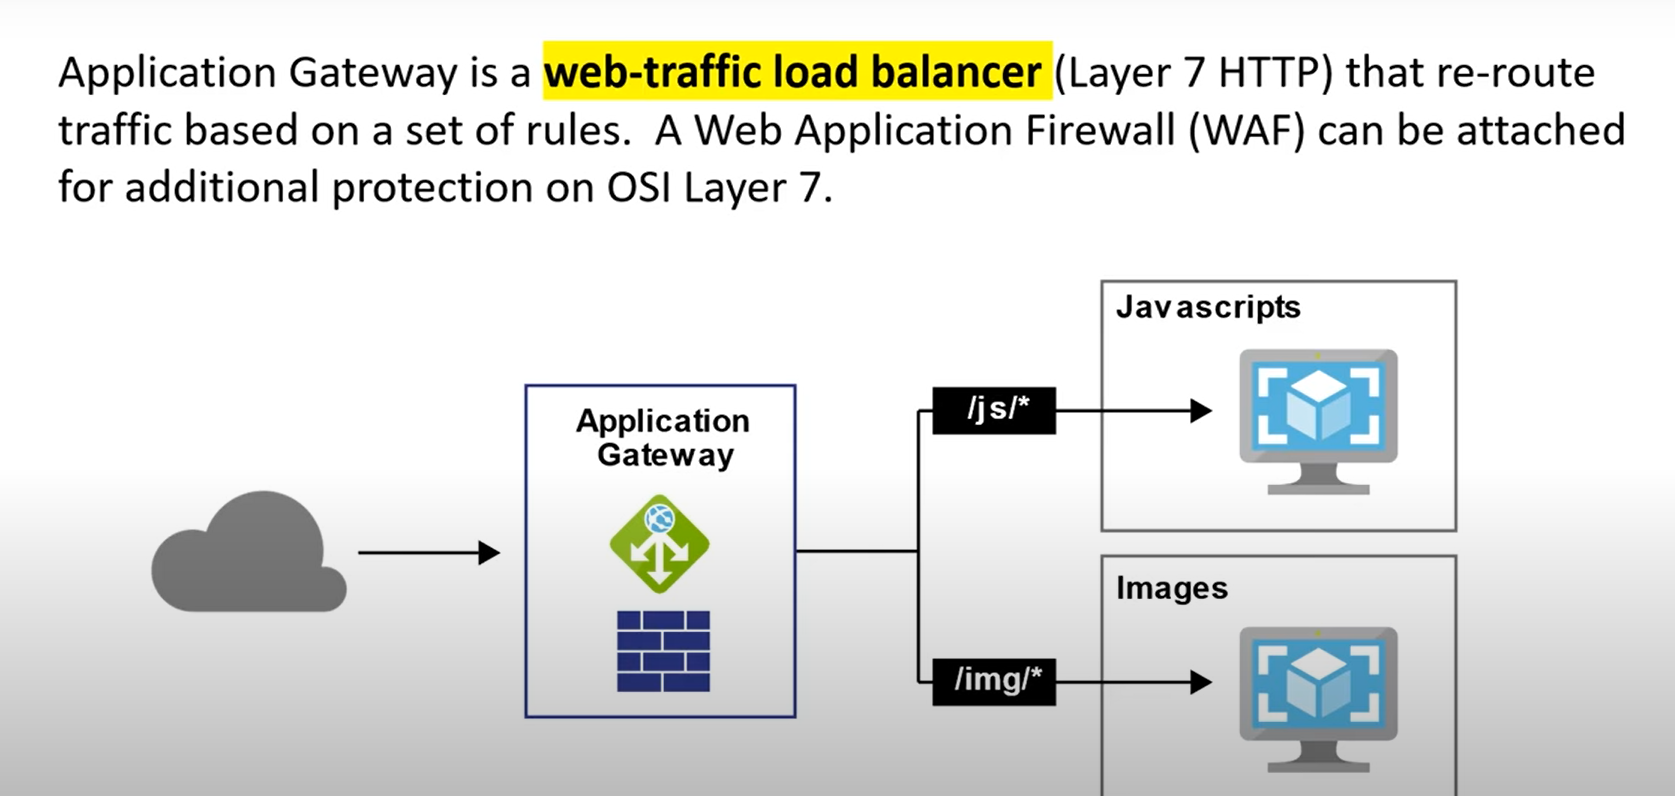 Application Gateway is a web-traffic load balancer (Layer 7 HTTP) that re-route
traffic based on a set of rules.  A Web Application Firewall (WAF) can be attached
for additional protection on OSI Layer 7.
Javascripts
/js/*
Application
Gateway
Images
/img/*